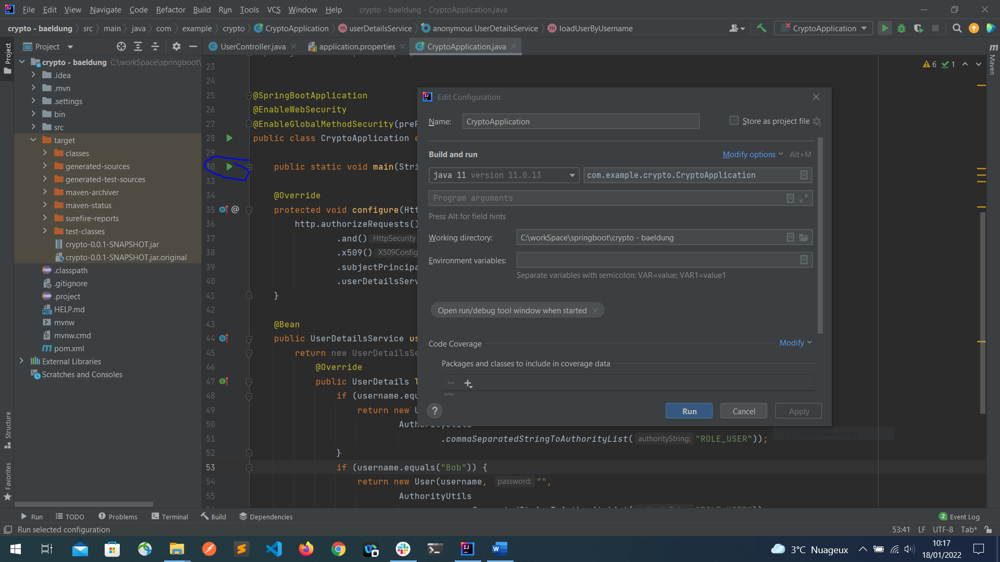 File Edit View Navigate Code Refactor Build Run Tools VCS Window Help crypto - baeldung - CryptoApplication.java
crypto - baeldung src main java com example crypto CryptoApplication userDetailsService anonymous UserDetailsService loadUserByUsername CryptoApplication
Project UserController.java application.properties CryptoApplication.java
Project
Maven
crypto - baeldung C:\workSpace\springboot\
.idea
.mvn
.settings
bin
src
target
classes
generated-sources
generated-test-sources
maven-archiver
maven-status
surefire-reports
test-classes
crypto-0.0.1-SNAPSHOT.jar
crypto-0.0.1-SNAPSHOT.jar.original
.classpath
.gitignore
.project
HELP.md
mvnw
mvnw.cmd
pom.xml
External Libraries
Scratches and Consoles
Structure
Favorites
6 1
23
24
25 @SpringBootApplication
26 @EnableWebSecurity
27 @EnableGlobalMethodSecurity(preP
28 public class CryptoApplication e
29
30 public static void main(Stri
33
34 @Override
35 @ protected void configure(Htt
36 http.authorizeRequests()
37 .and() HttpSecurity
38 .x509() X509Config
39 .subjectPrincipa
40 .userDetailsServ
41 }
42
43 @Bean
44 public UserDetailsService us
45 return new UserDetailsSe
46 @Override
47 public UserDetails l
48 if (username.equ
49 return new U
50 AuthorityUtils
51 .commaSeparatedStringToAuthorityList( authorityString: "ROLE_USER"));
52 }
53 if (username.equals("Bob")) {
54 return new User(username, password: "",
55 AuthorityUtils
Edit Configuration
Name: CryptoApplication Store as project file
Build and run Modify options Alt+M
java 11 version 11.0.13 com.example.crypto.CryptoApplication
Program arguments
Press Alt for field hints
Working directory: C:\workSpace\springboot\crypto - baeldung
Environment variables:
Separate variables with semicolon: VAR=value; VAR1=value1
Open run/debug tool window when started
Code Coverage Modify
Packages and classes to include in coverage data
? Run Cancel Apply
Capture Plein écran
Run TODO Problems Terminal Build Dependencies 2 Event Log
Run selected configuration 53:41 LF UTF-8 Tab*
3°C Nuageux 10:17
18/01/2022